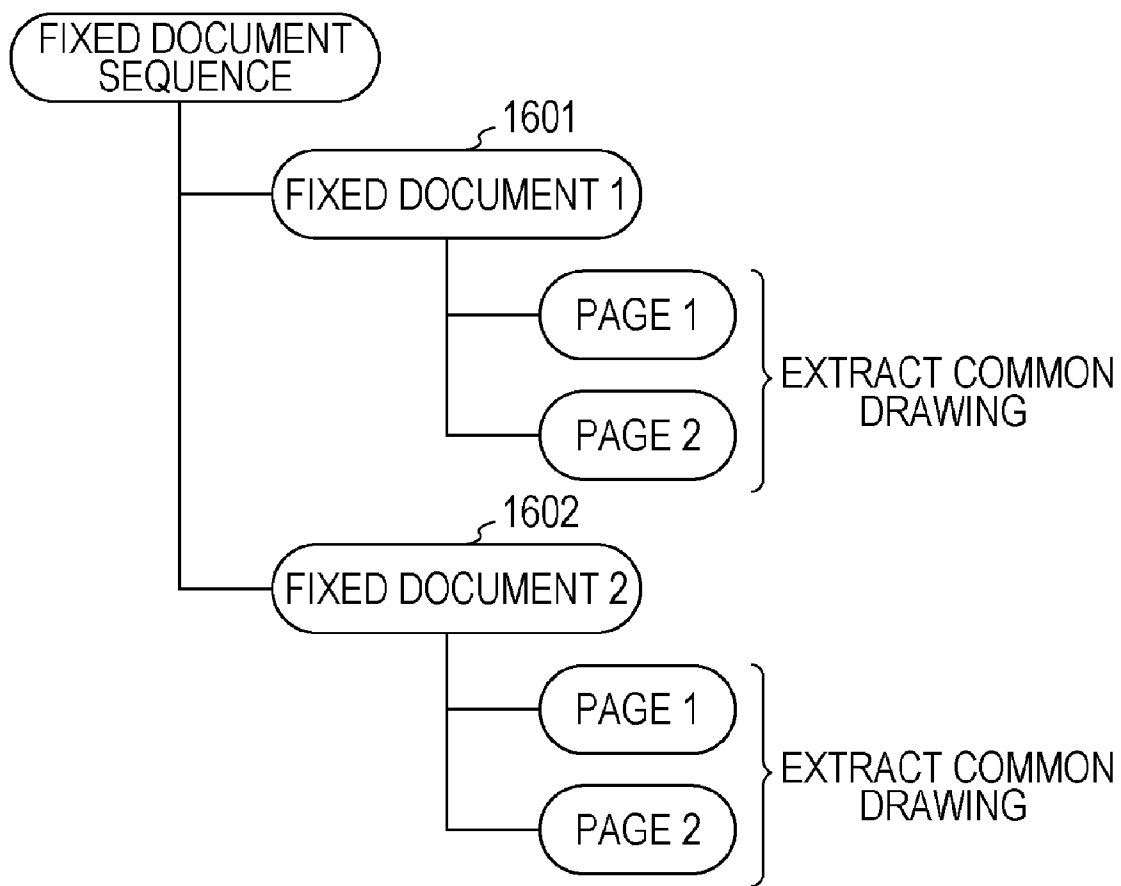 FIXED DOCUMENT
SEQUENCE
1601
FIXED DOCUMENT 1
PAGE 1
PAGE 2
EXTRACT COMMON
DRAWING
1602
FIXED DOCUMENT 2
PAGE 1
PAGE 2
EXTRACT COMMON
DRAWING